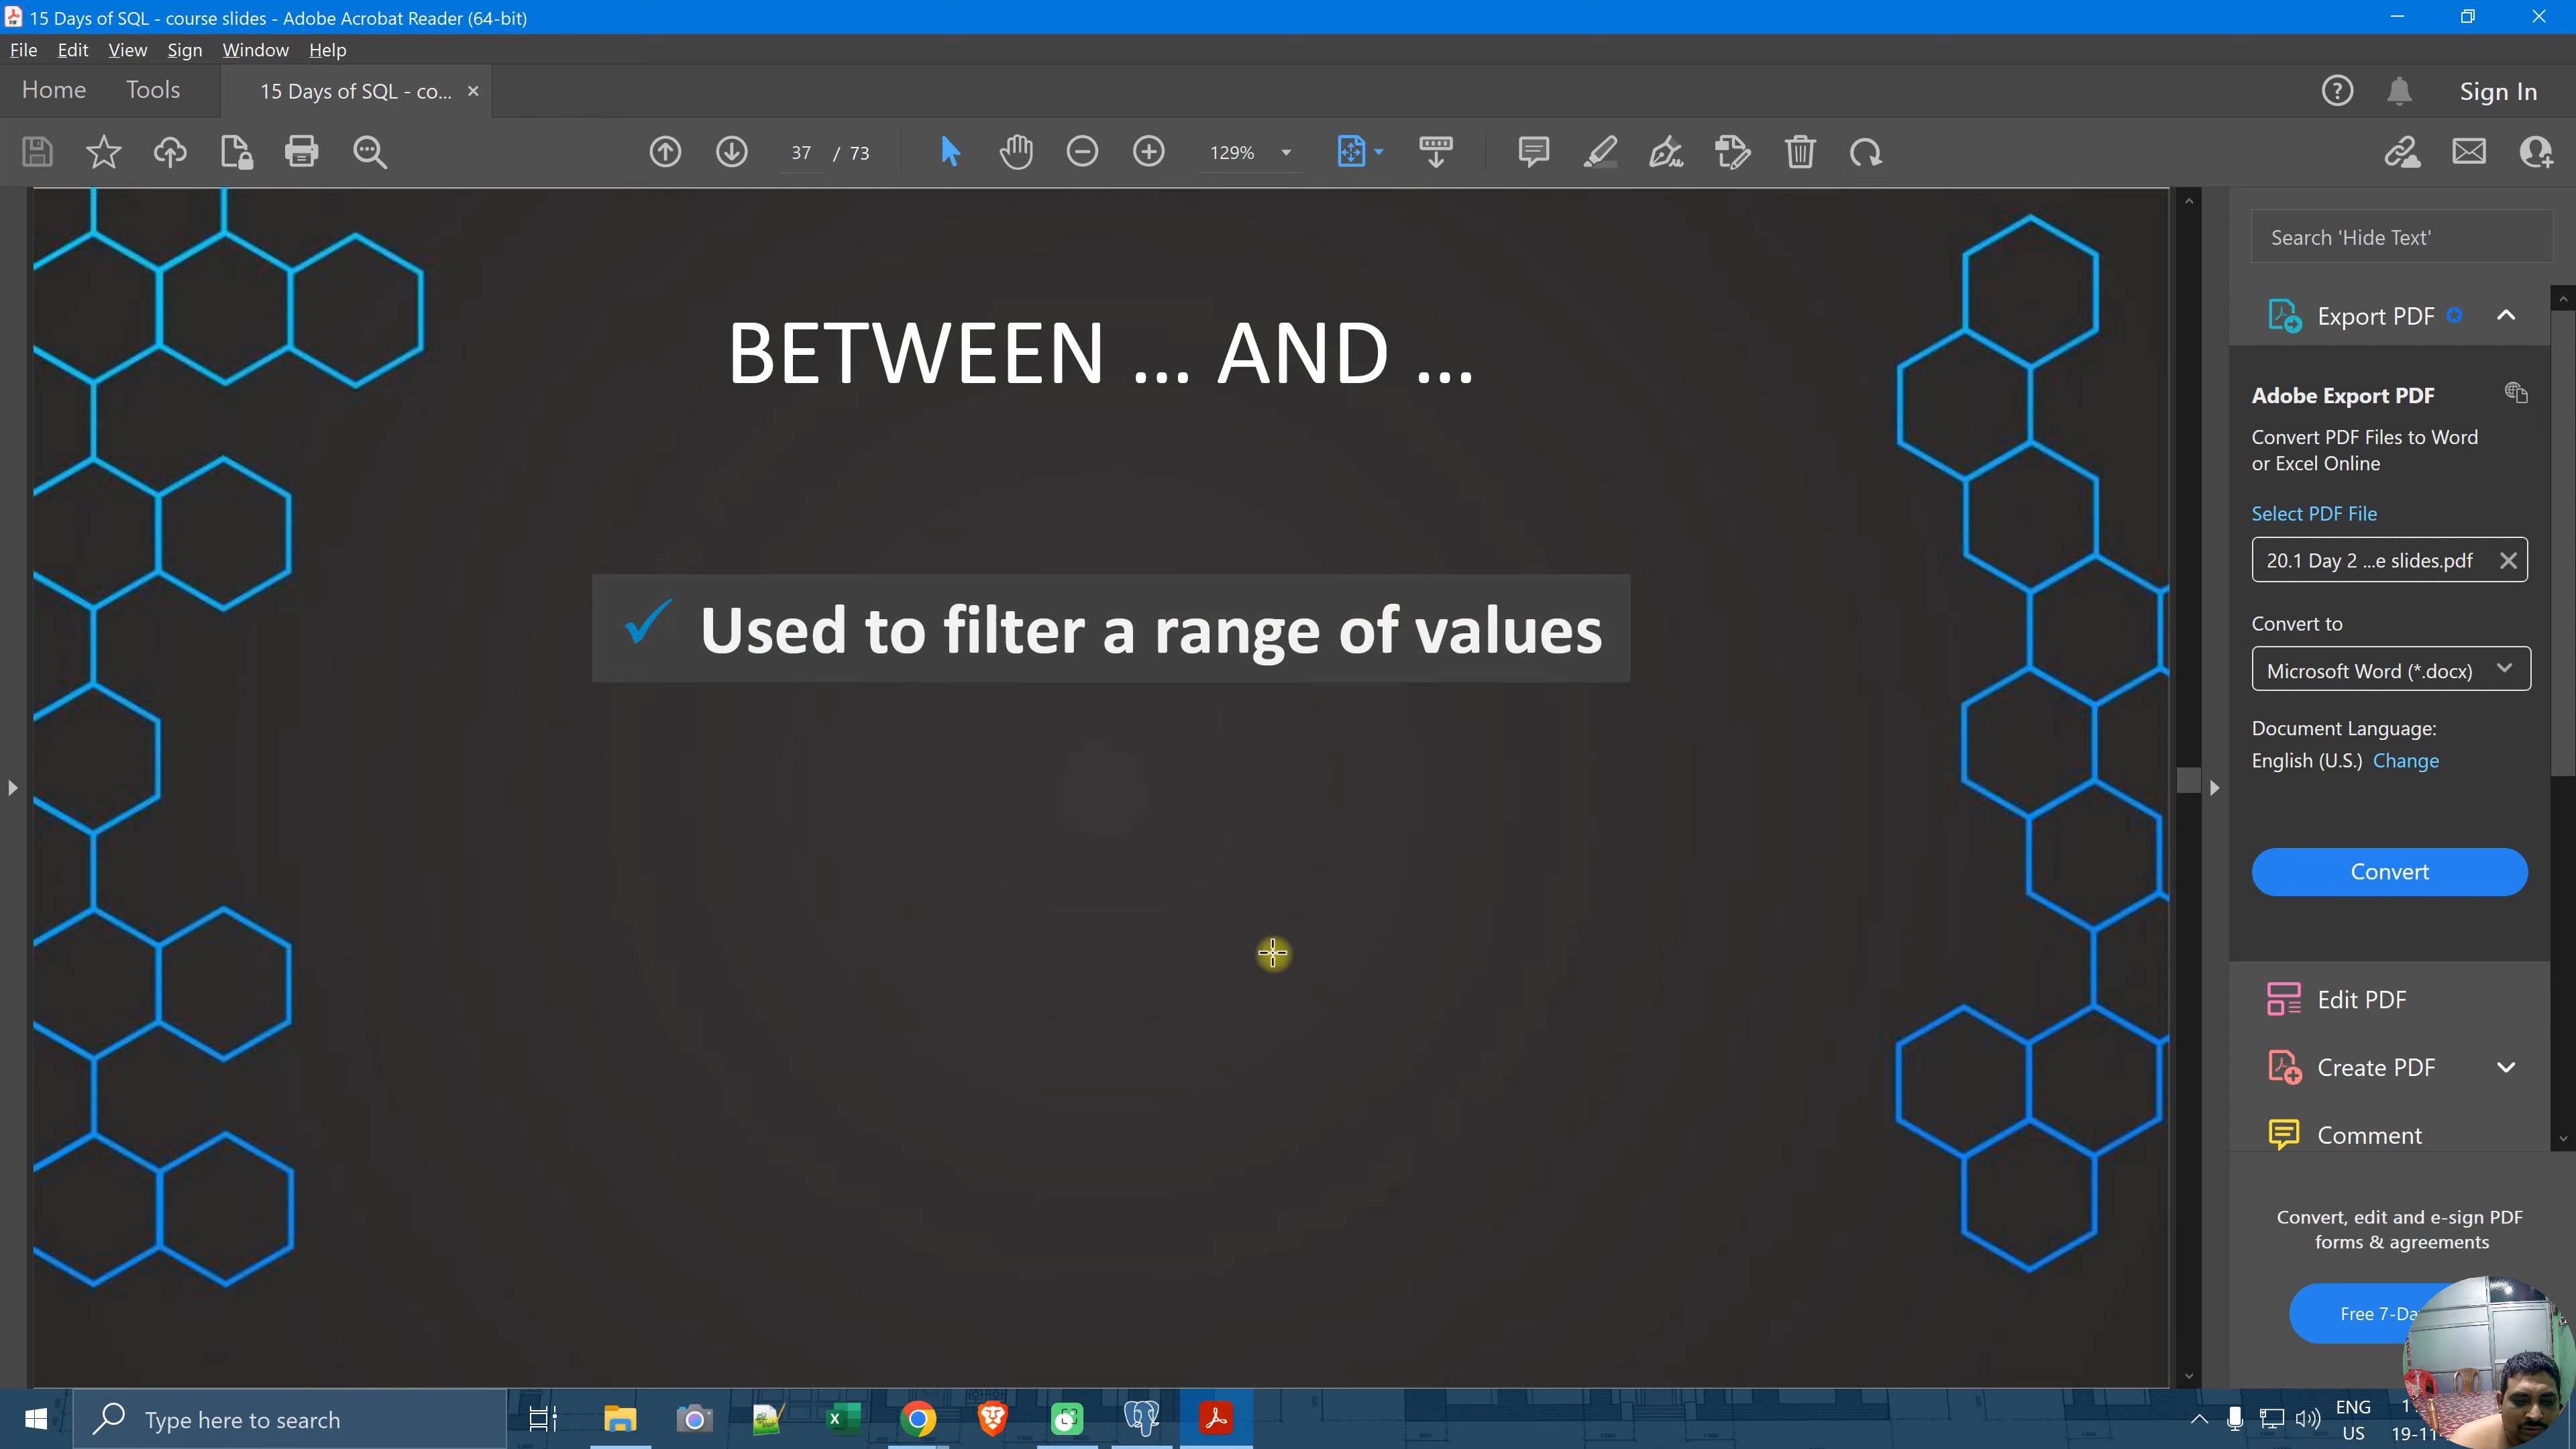 15 Days of SQL - course slides - Adobe Acrobat Reader (64-bit)
File Edit View Sign Window Help
Home Tools 15 Days of SQL - co... Sign In
37 / 73 129%
BETWEEN ... AND ...
Used to filter a range of values
Search 'Hide Text'
Export PDF
Adobe Export PDF
Convert PDF Files to Word
or Excel Online
Select PDF File
20.1 Day 2 ...e slides.pdf
Convert to
Microsoft Word (*.docx)
Document Language:
English (U.S.) Change
Convert
Edit PDF
Create PDF
Comment
Convert, edit and e-sign PDF
forms & agreements
Free
Type here to search
ENG
US